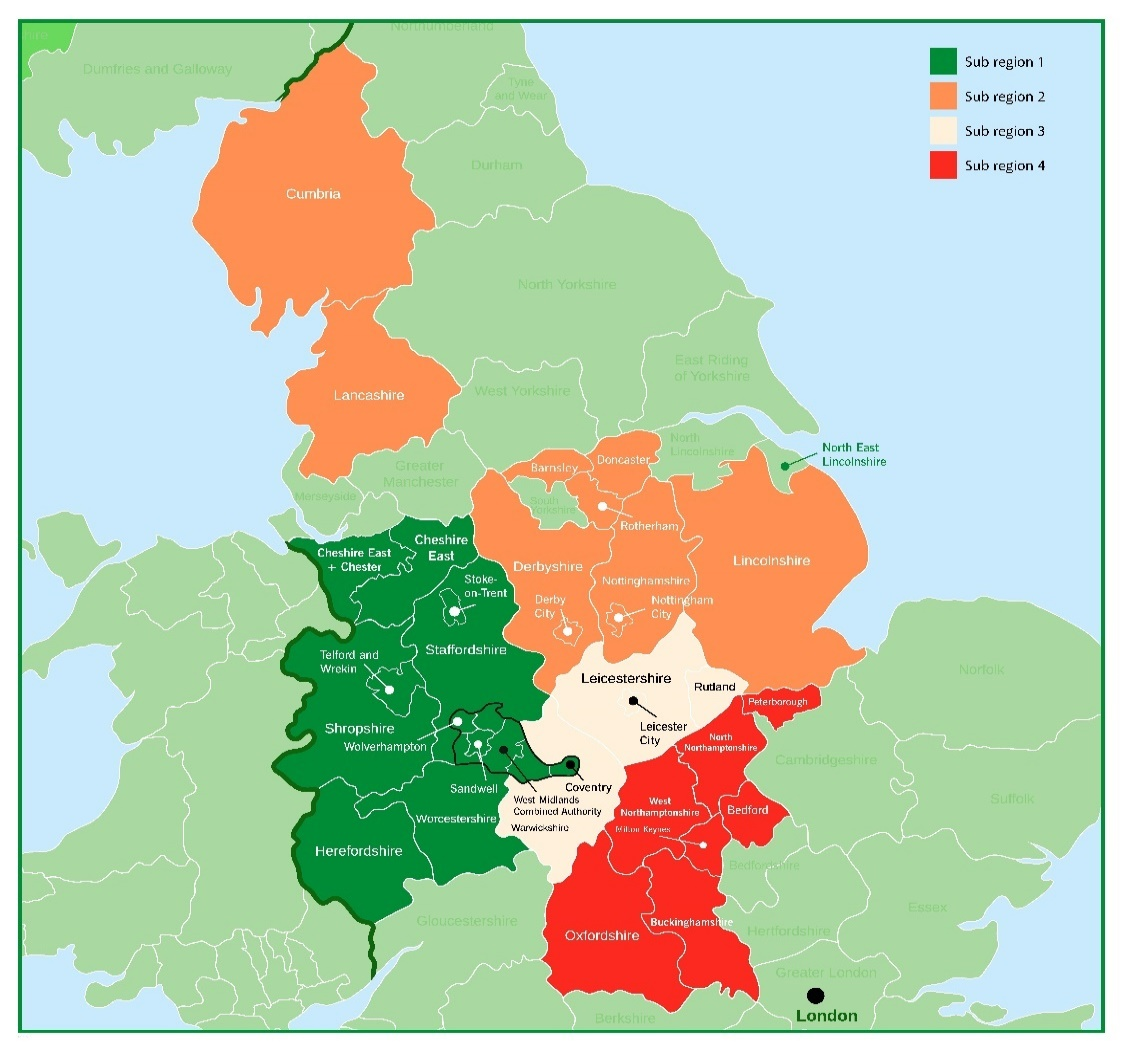 Northumberland
Sub region 1
Dumfries and Galloway
Tyne
and Wear
Sub region 2
Sub region 3
Durham
Sub region 4
Cumbria
North Yorkshire
East Riding
of Yorkshire
Lancashire
West Yorkshire
North
Lincolnshire
North East
Lincolnshire
Greater
Manchester
Barnsley
Doncaster
Merseyside
South
Yorkshire
Rotherham
Cheshire East
+ Chester
Cheshire
East
Derbyshire
Lincolnshire
Nottinghamshire
Stoke-
on-Trent
Derby
City
Nottingham
City
Telford and
Wrekin
Staffordshire
Norfolk
Leicestershire
Rutland
Peterborough
Shropshire
Wolverhampton
Leicester
City
North
Northamptonshire
Cambridgeshire
Sandwell
Coventry
West Midlands
Combined Authority
West
Northamptonshire
Suffolk
Bedford
Worcestershire
Warwickshire
Milton Keynes
Herefordshire
Bedfordshire
Gloucestershire
Buckinghamshire
Essex
Oxfordshire
Hertfordshire
Greater London
London
Berkshire